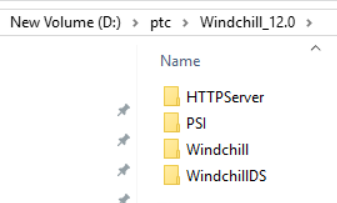 New Volume (D:) > ptc > Windchill_12.0 >
Name
HTTPServer
PSI
Windchill
WindchillDS